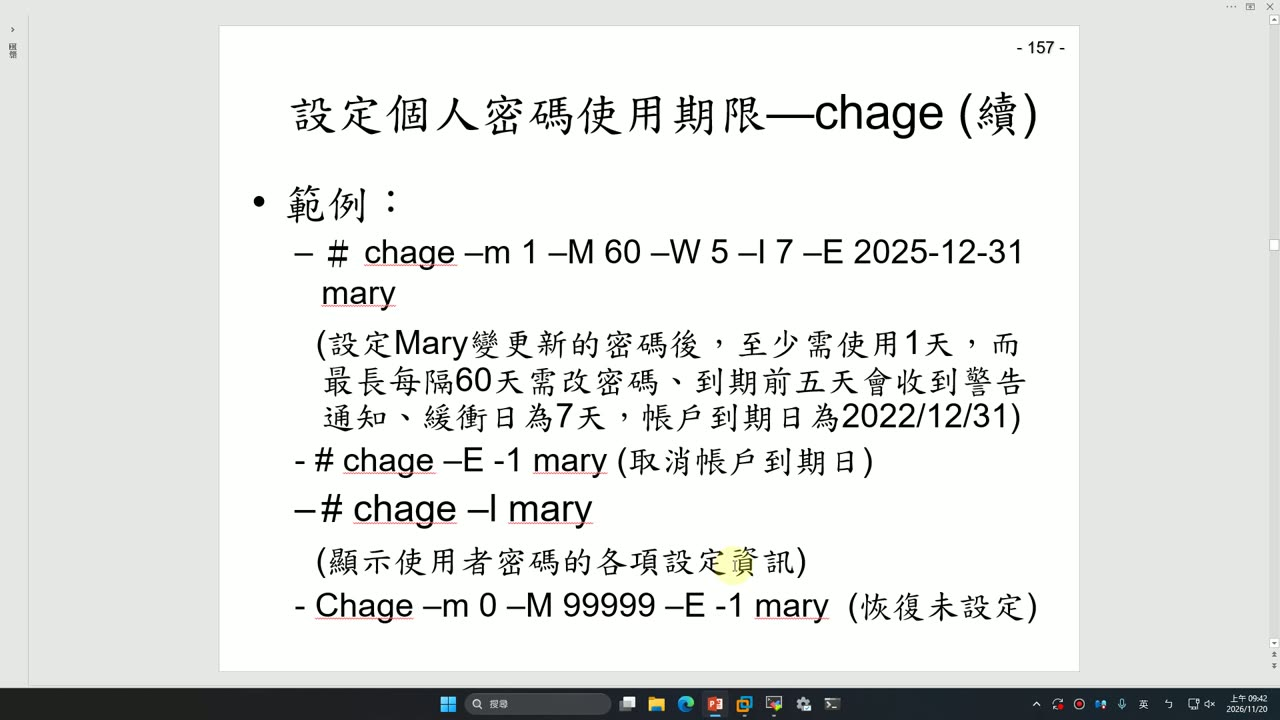 - 157 -
設定個人密碼使用期限—chage (續)
• 範例：
– # chage –m 1 –M 60 –W 5 –I 7 –E 2025-12-31
mary
(設定Mary變更新的密碼後，至少需使用1天，而
最長每隔60天需改密碼、到期前五天會收到警告
通知、緩衝日為7天，帳戶到期日為2022/12/31)
- # chage –E -1 mary (取消帳戶到期日)
– # chage –l mary
(顯示使用者密碼的各項設定資訊)
- Chage –m 0 –M 99999 –E -1 mary (恢復未設定)
搜尋
英
ㄅ
上午 09:42
2026/11/20